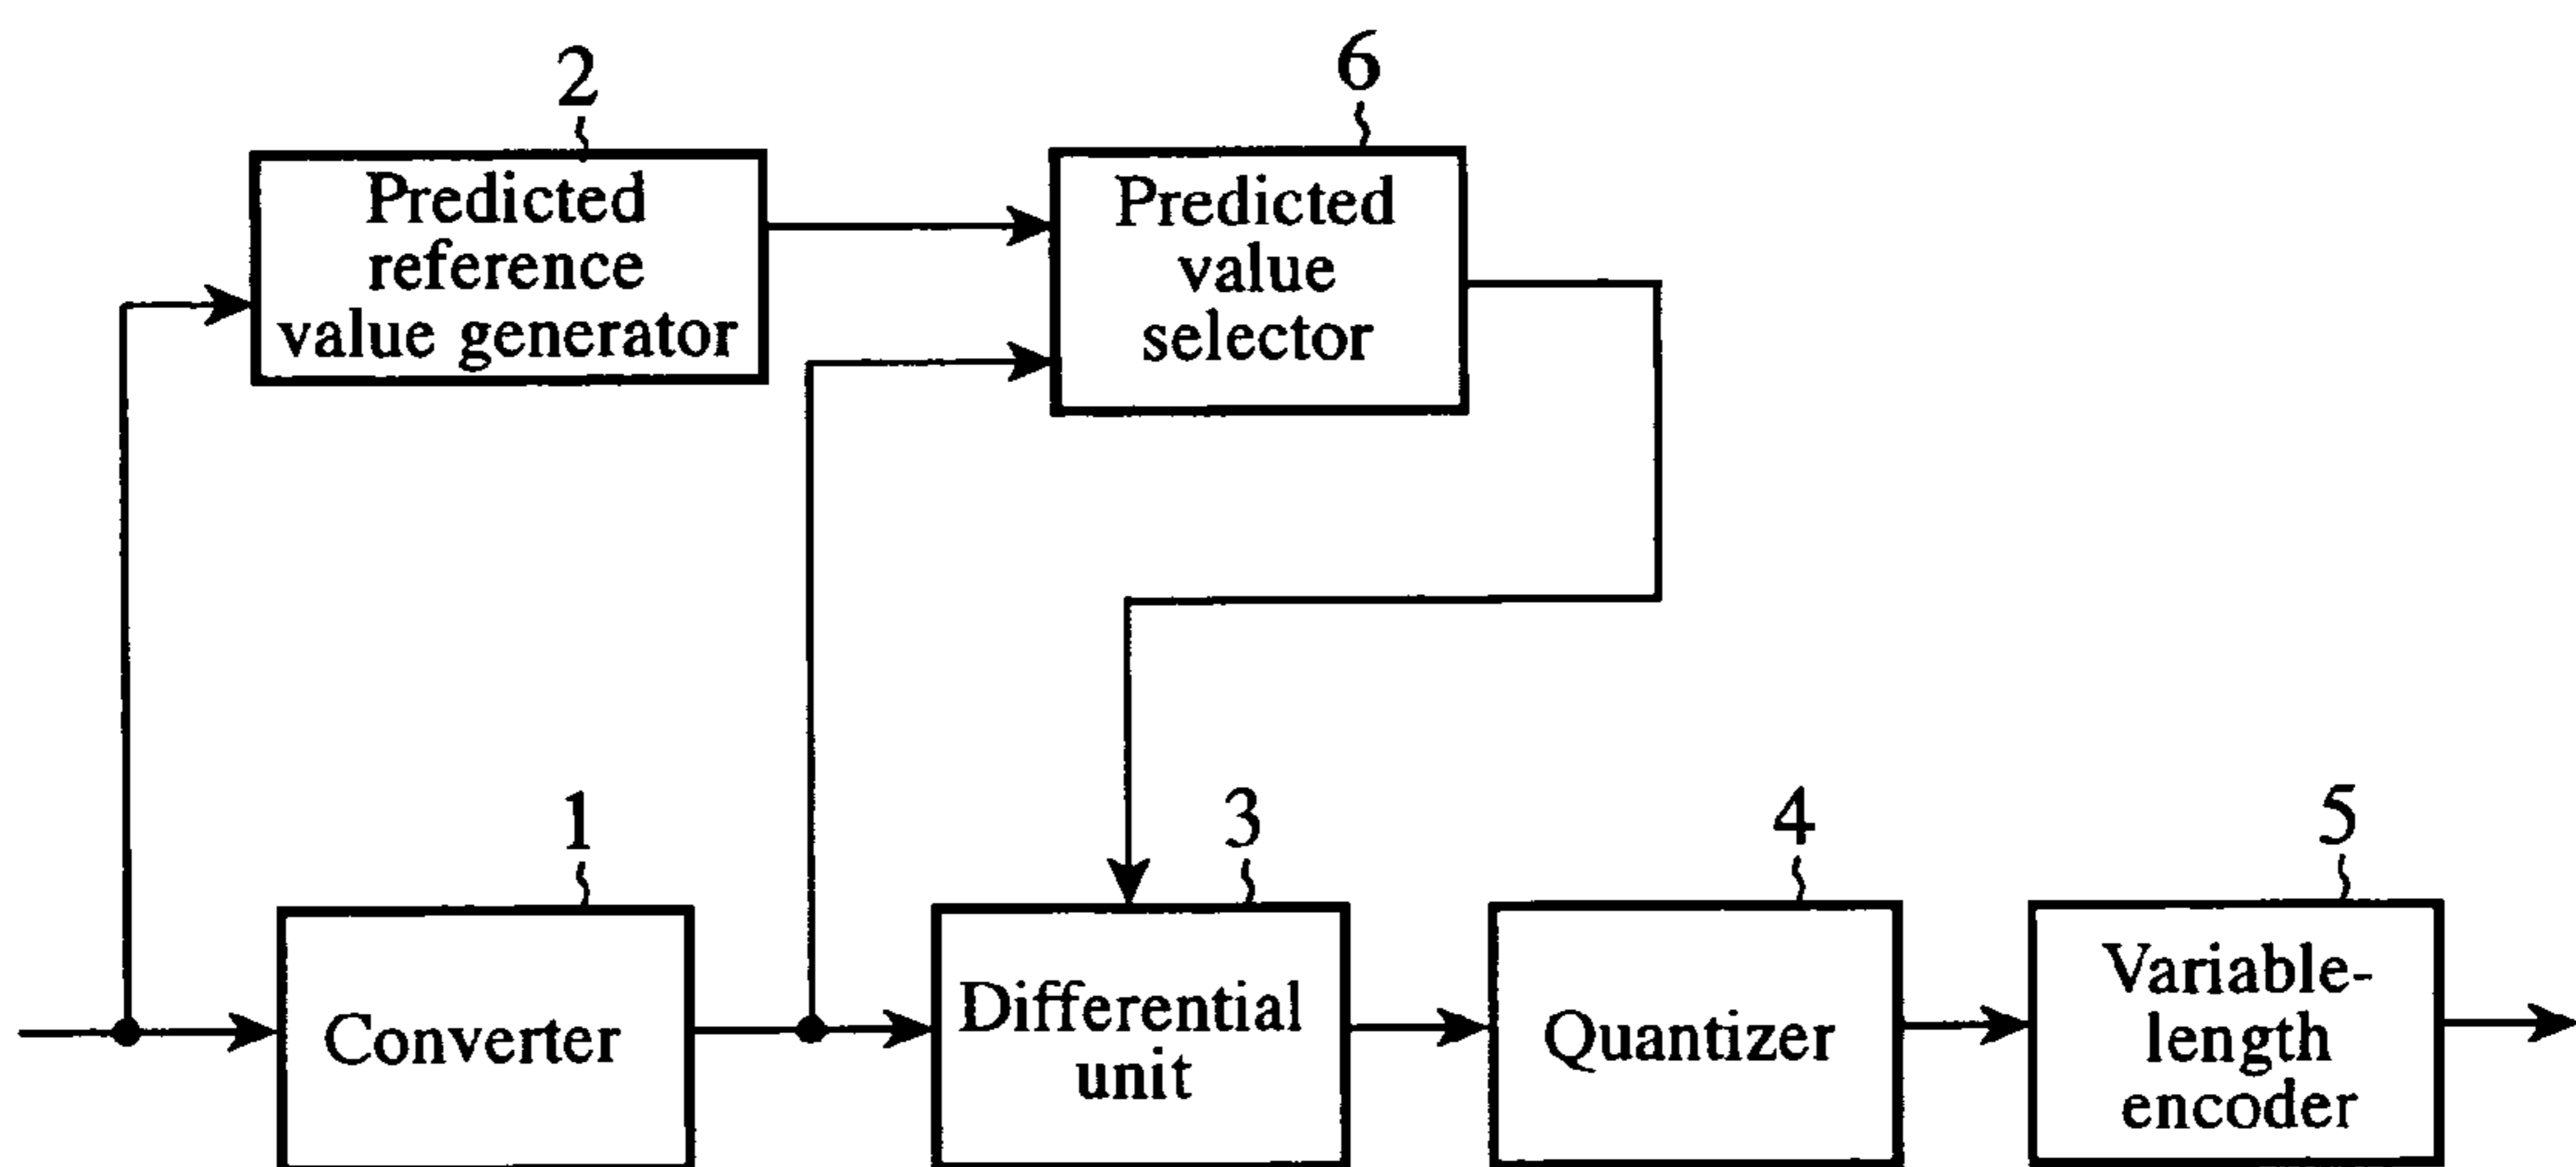 2
Predicted
reference
value generator
6
Predicted
value
selector
1
Converter
3
Differential
unit
4
Quantizer
5
Variable-
length
encoder